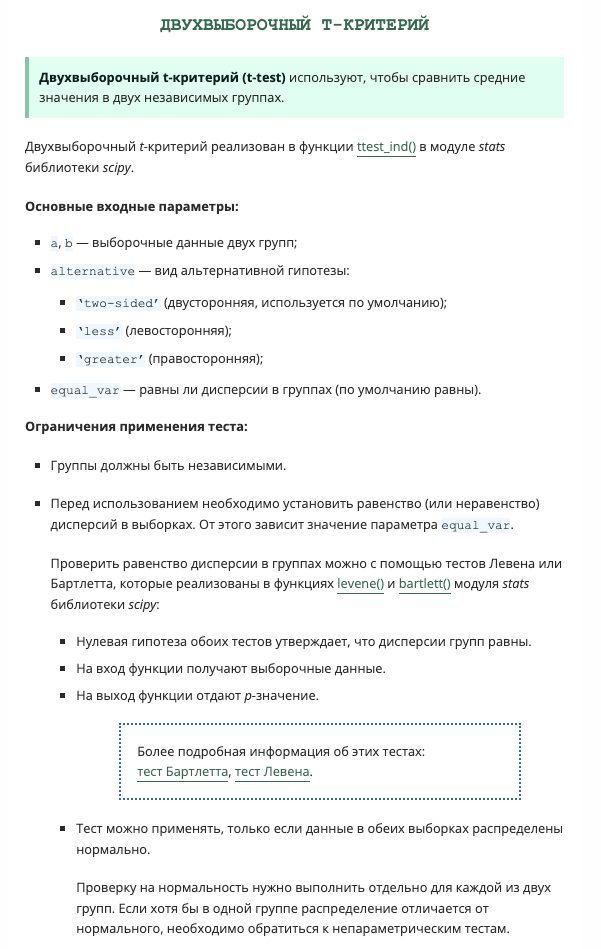 ДВУХВЫБОРОЧНЫЙ T-КРИТЕРИЙ
Двухвыборочный t-критерий (t-test) используют, чтобы сравнить средние
значения в двух независимых группах.
Двухвыборочный t-критерий реализован в функции ttest_ind() в модуле stats
библиотеки scipy.
Основные входные параметры:
▪ a, b — выборочные данные двух групп;
▪ alternative — вид альтернативной гипотезы:
▪ ‘two-sided’ (двусторонняя, используется по умолчанию);
▪ ‘less’ (левосторонняя);
▪ ‘greater’ (правосторонняя);
▪ equal_var — равны ли дисперсии в группах (по умолчанию равны).
Ограничения применения теста:
▪ Группы должны быть независимыми.
▪ Перед использованием необходимо установить равенство (или неравенство)
дисперсий в выборках. От этого зависит значение параметра equal_var.
Проверить равенство дисперсии в группах можно с помощью тестов Левена или
Бартлетта, которые реализованы в функциях levene() и bartlett() модуля stats
библиотеки scipy:
▪ Нулевая гипотеза обоих тестов утверждает, что дисперсии групп равны.
▪ На вход функции получают выборочные данные.
▪ На выход функции отдают p-значение.
Более подробная информация об этих тестах:
тест Бартлетта, тест Левена.
▪ Тест можно применять, только если данные в обеих выборках распределены
нормально.
Проверку на нормальность нужно выполнить отдельно для каждой из двух
групп. Если хотя бы в одной группе распределение отличается от
нормального, необходимо обратиться к непараметрическим тестам.